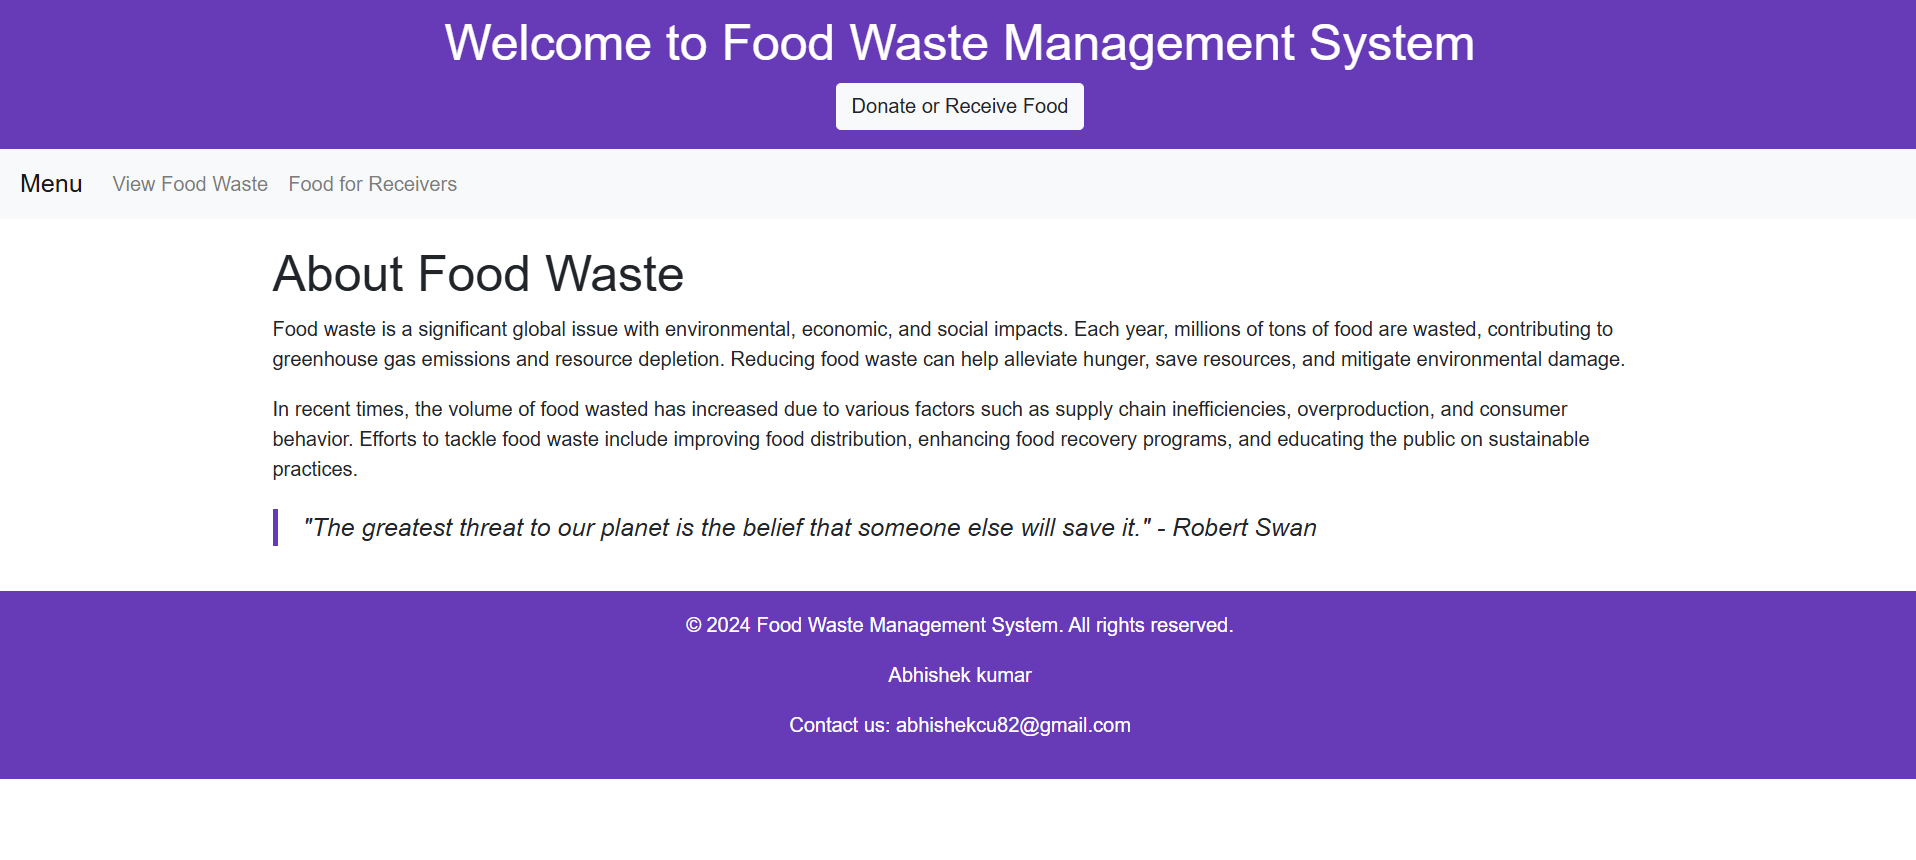 Welcome to Food Waste Management System
Donate or Receive Food
Menu View Food Waste Food for Receivers
About Food Waste
Food waste is a significant global issue with environmental, economic, and social impacts. Each year, millions of tons of food are wasted, contributing to
greenhouse gas emissions and resource depletion. Reducing food waste can help alleviate hunger, save resources, and mitigate environmental damage.
In recent times, the volume of food wasted has increased due to various factors such as supply chain inefficiencies, overproduction, and consumer
behavior. Efforts to tackle food waste include improving food distribution, enhancing food recovery programs, and educating the public on sustainable
practices.
"The greatest threat to our planet is the belief that someone else will save it." - Robert Swan
© 2024 Food Waste Management System. All rights reserved.
Abhishek kumar
Contact us: abhishekcu82@gmail.com